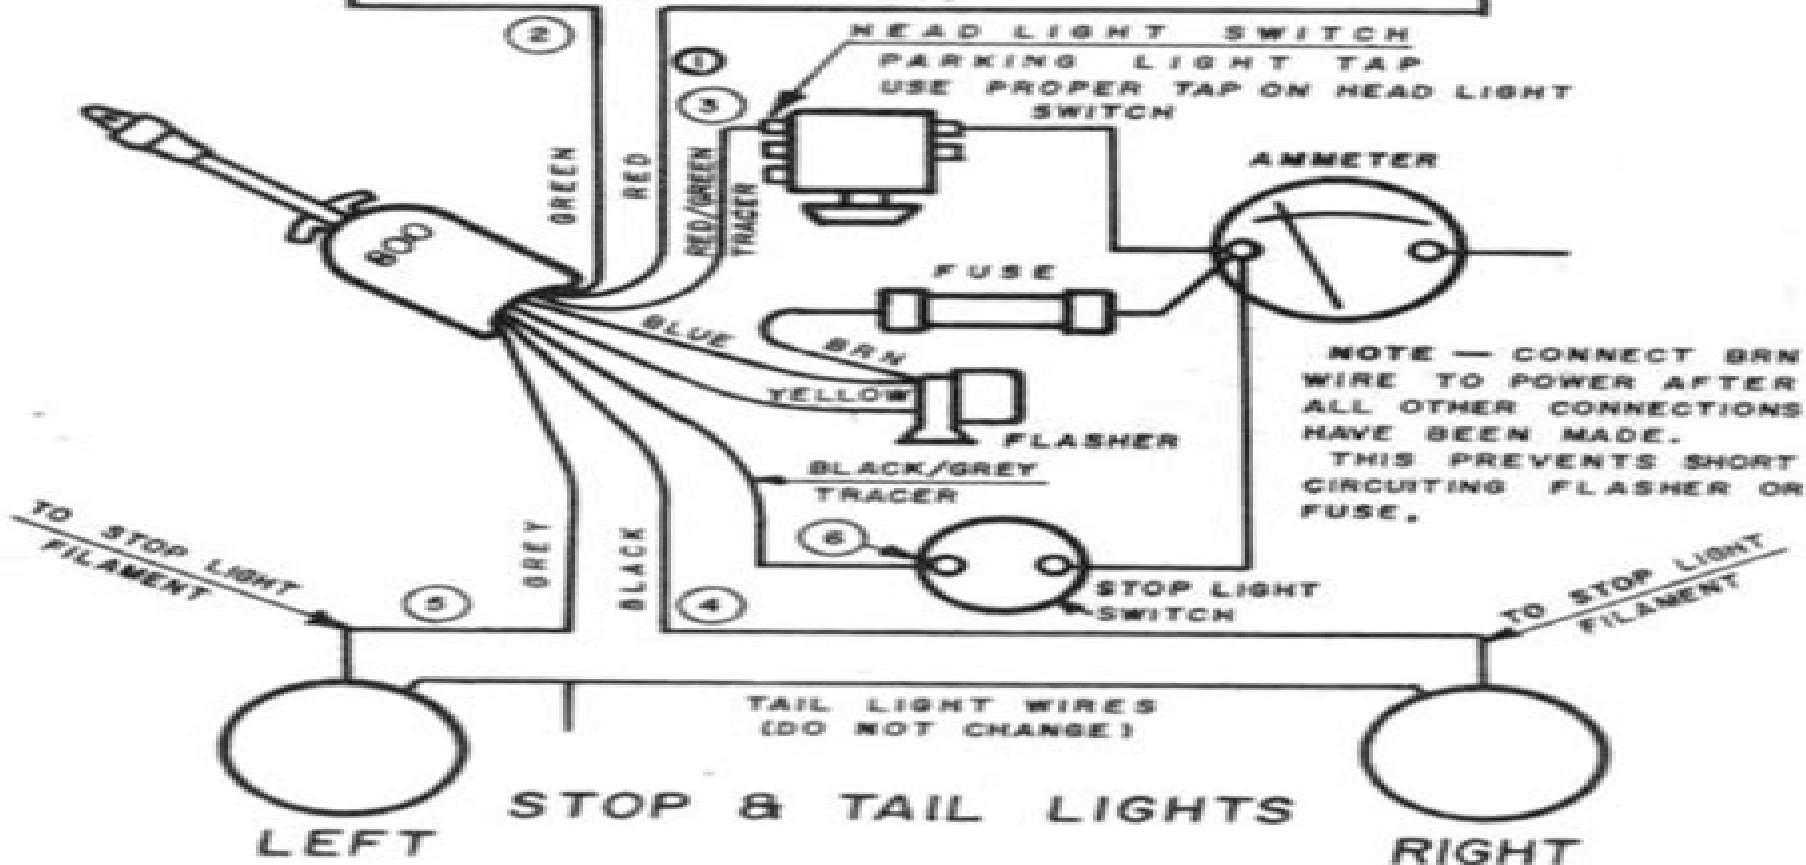 2
HEAD LIGHT SWITCH
1
PARKING LIGHT TAP
3
USE PROPER TAP ON HEAD LIGHT
SWITCH
GREEN
RED
RED/GREEN
TRACER
AMMETER
800
FUSE
BLUE
BRN
YELLOW
FLASHER
NOTE — CONNECT BRN
WIRE TO POWER AFTER
ALL OTHER CONNECTIONS
HAVE BEEN MADE.
THIS PREVENTS SHORT
CIRCUITING FLASHER OR
FUSE.
BLACK/GREY
TRACER
TO STOP LIGHT
FILAMENT
GREY
BLACK
6
STOP LIGHT
SWITCH
TO STOP LIGHT
FILAMENT
5
4
TAIL LIGHT WIRES
(DO NOT CHANGE)
STOP & TAIL LIGHTS
LEFT
RIGHT